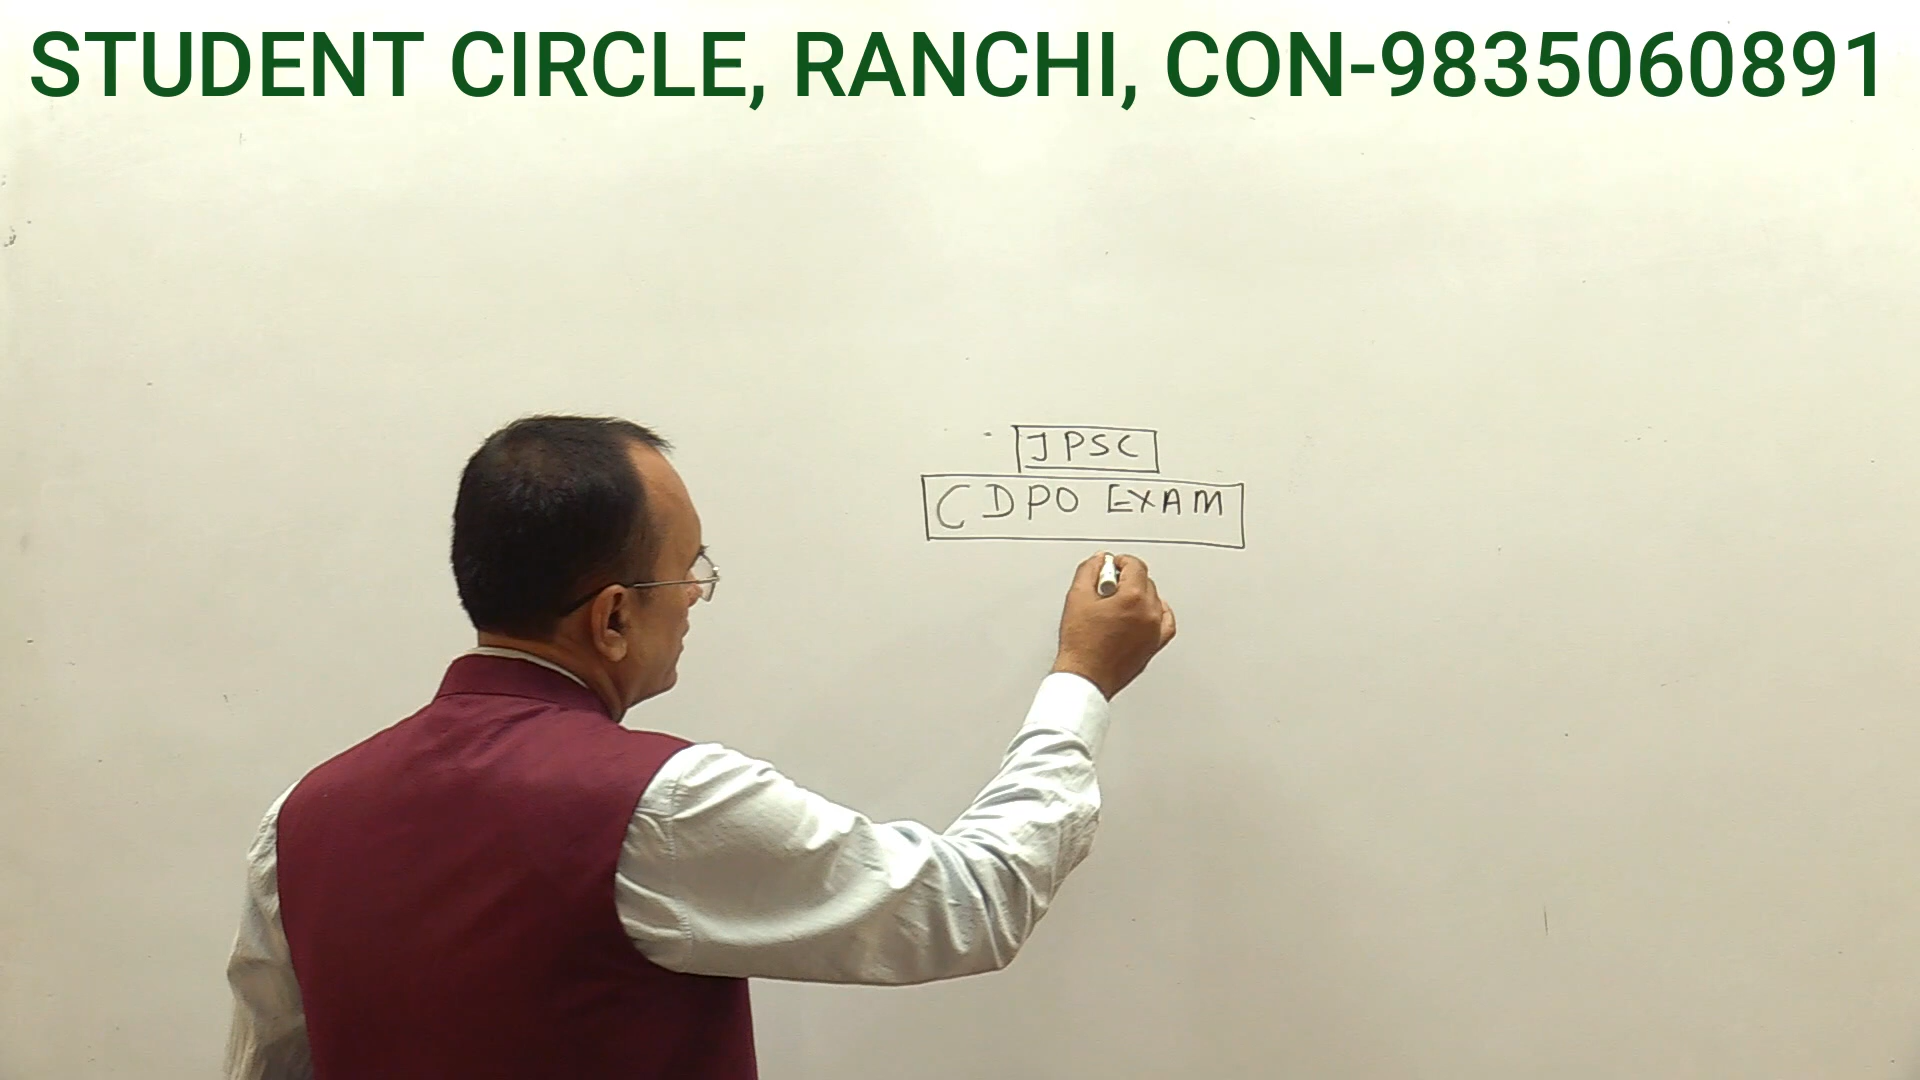 STUDENT CIRCLE, RANCHI, CON-9835060891
JPSC
CDPO EXAM